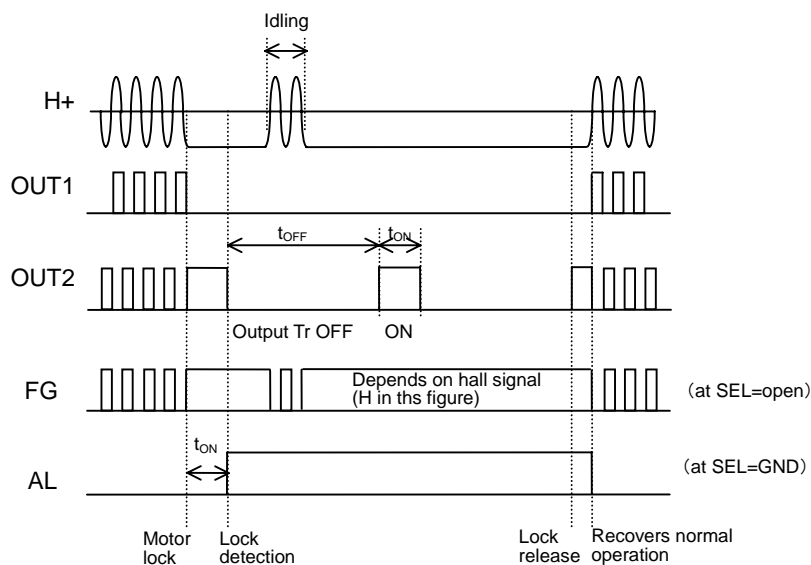 Idling
H+
OUT1
tOFF
tON
OUT2
Output Tr OFF
ON
FG
Depends on hall signal
(H in ths figure)
(at SEL=open)
tON
AL
(at SEL=GND)
Motor
lock
Lock
detection
Lock
release
Recovers normal
operation